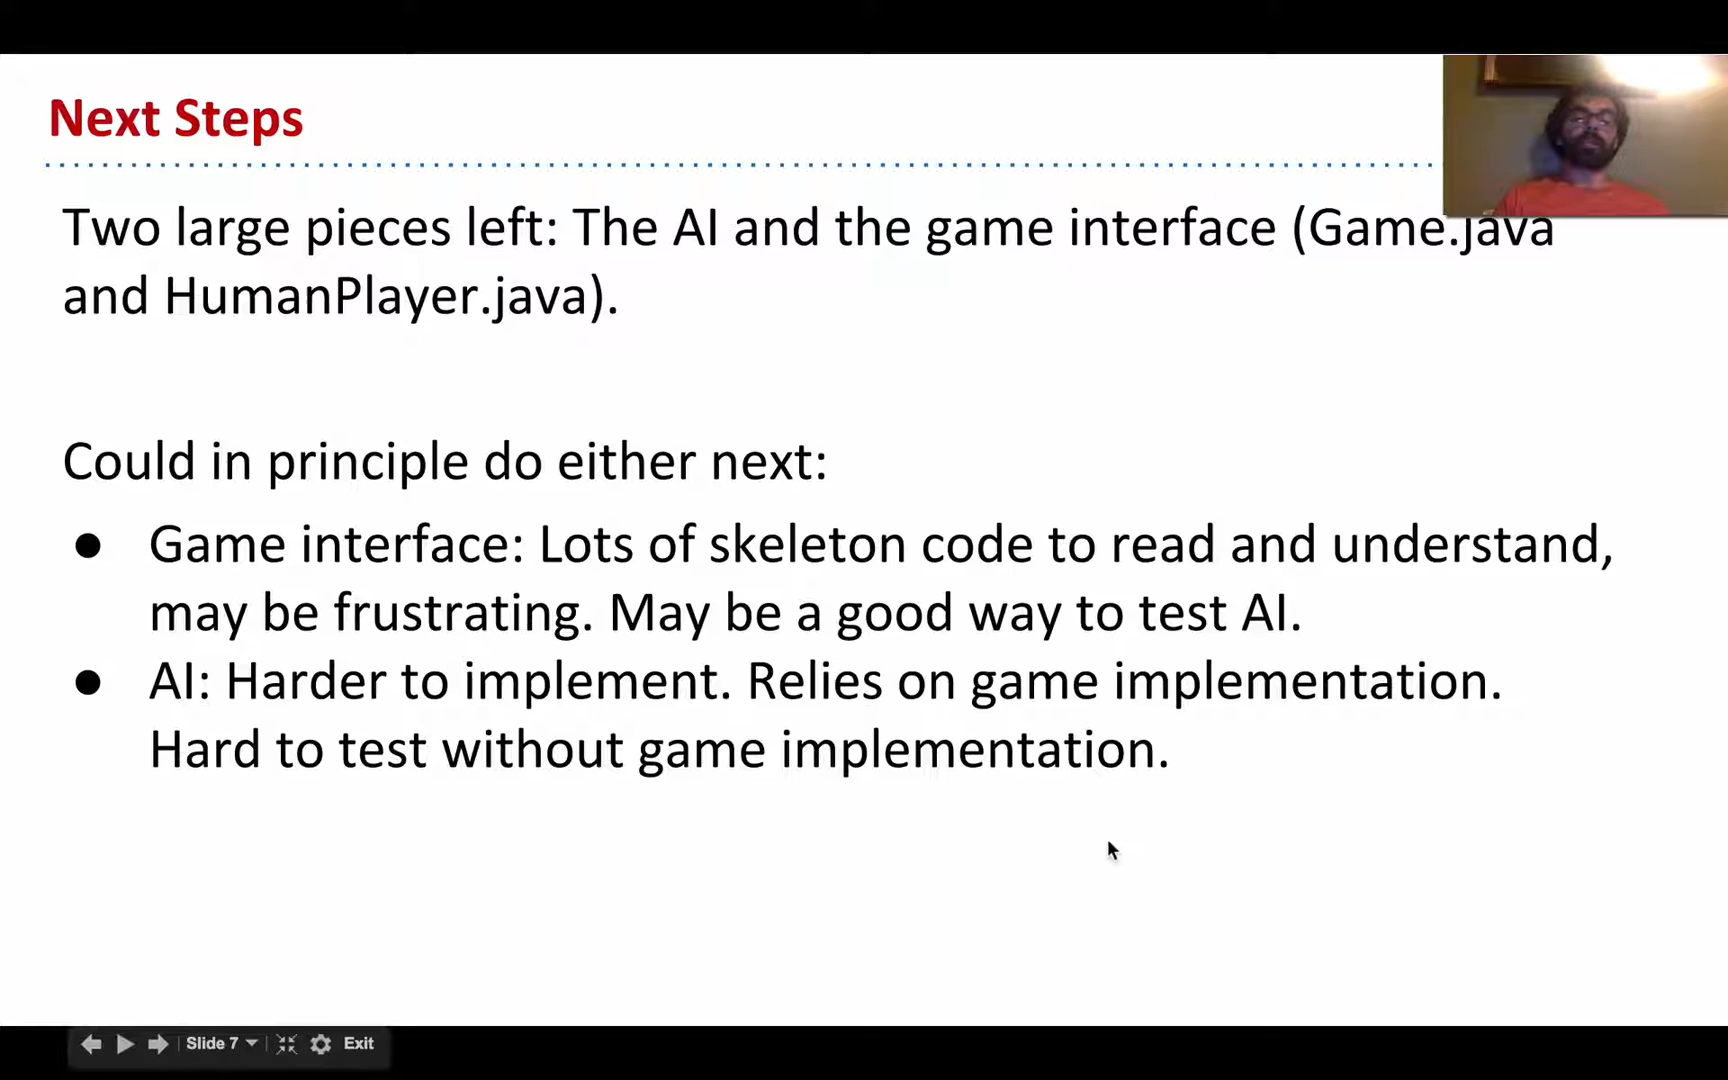 Next Steps
Two large pieces left: The AI and the game interface (Game.java
and HumanPlayer.java).
Could in principle do either next:
● Game interface: Lots of skeleton code to read and understand,
may be frustrating. May be a good way to test AI.
● AI: Harder to implement. Relies on game implementation.
Hard to test without game implementation.
Slide 7 Exit